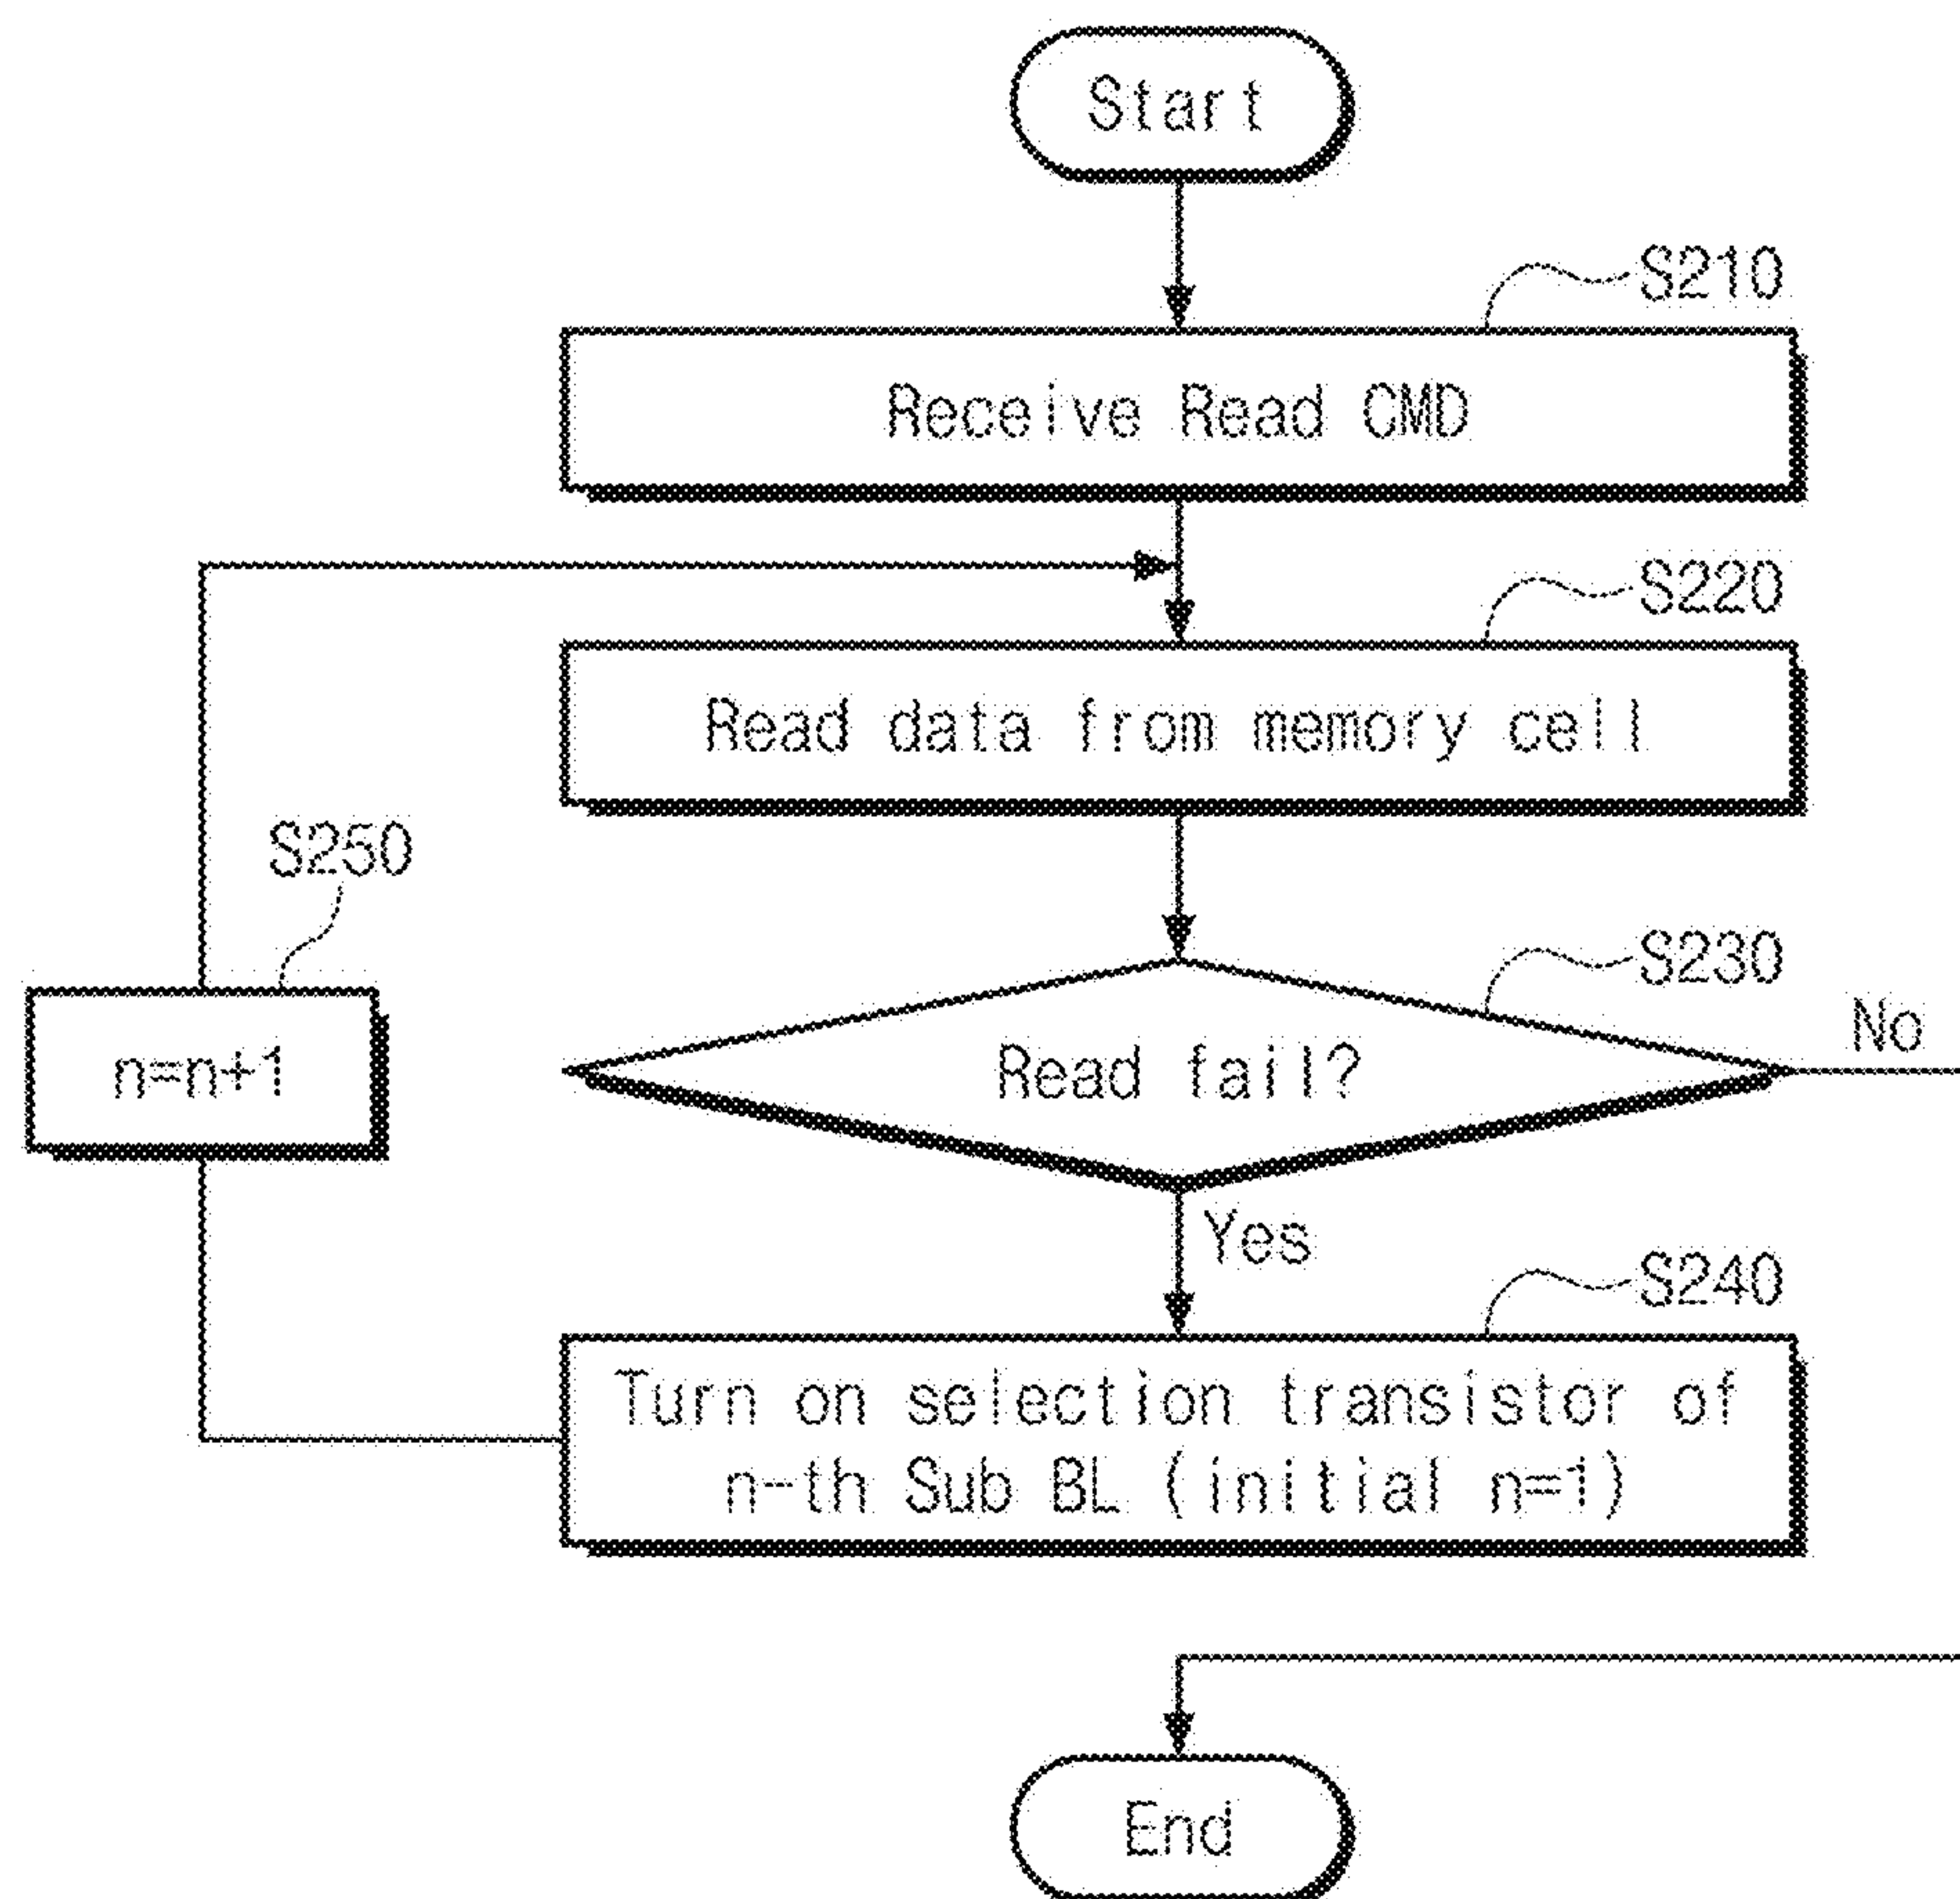 Start
S210
Receive Read CMD
S220
Read data from memory cell
S250
S230
n=n+1
Read fail?
No
Yes
S240
Turn on selection transistor of
n-th Sub BL (initial n=1)
End